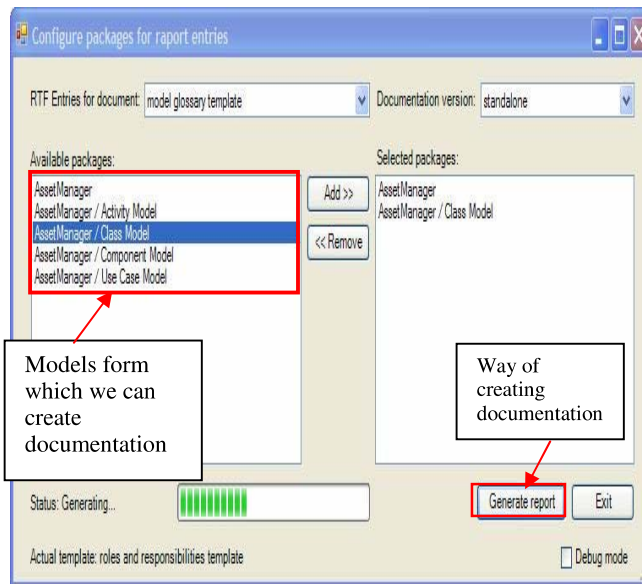 Configure packages for raport entries
RTF Entries for document: model glossary template
Documentation version: standalone
Available packages:
AssetManager
AssetManager / Activity Model
AssetManager / Class Model
AssetManager / Component Model
AssetManager / Use Case Model
Add >>
<< Remove
Selected packages:
AssetManager
AssetManager / Class Model
Models form
which we can
create
documentation
Way of
creating
documentation
Status: Generating...
Generate report
Exit
Actual template: roles and responsibilities template
Debug mode